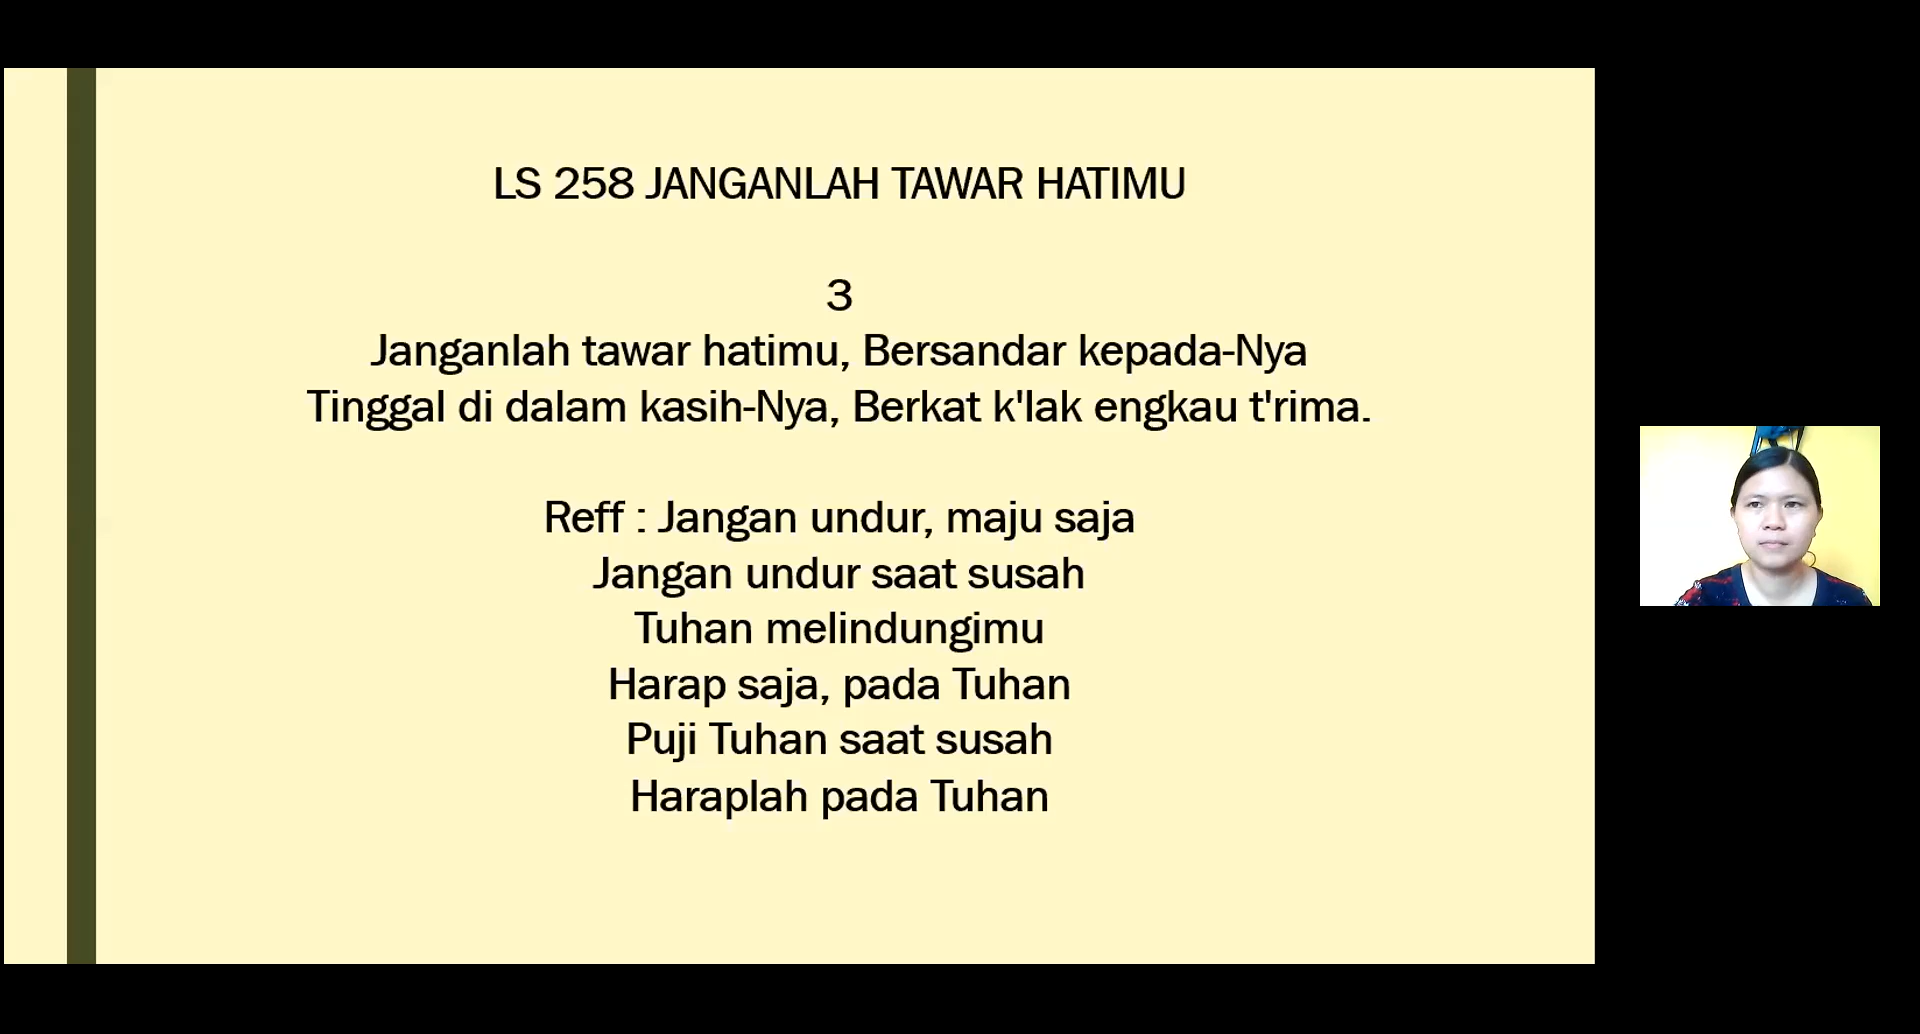 LS 258 JANGANLAH TAWAR HATIMU
3
Janganlah tawar hatimu, Bersandar kepada-Nya
Tinggal di dalam kasih-Nya, Berkat k'lak engkau t'rima.
Reff : Jangan undur, maju saja
Jangan undur saat susah
Tuhan melindungimu
Harap saja, pada Tuhan
Puji Tuhan saat susah
Haraplah pada Tuhan